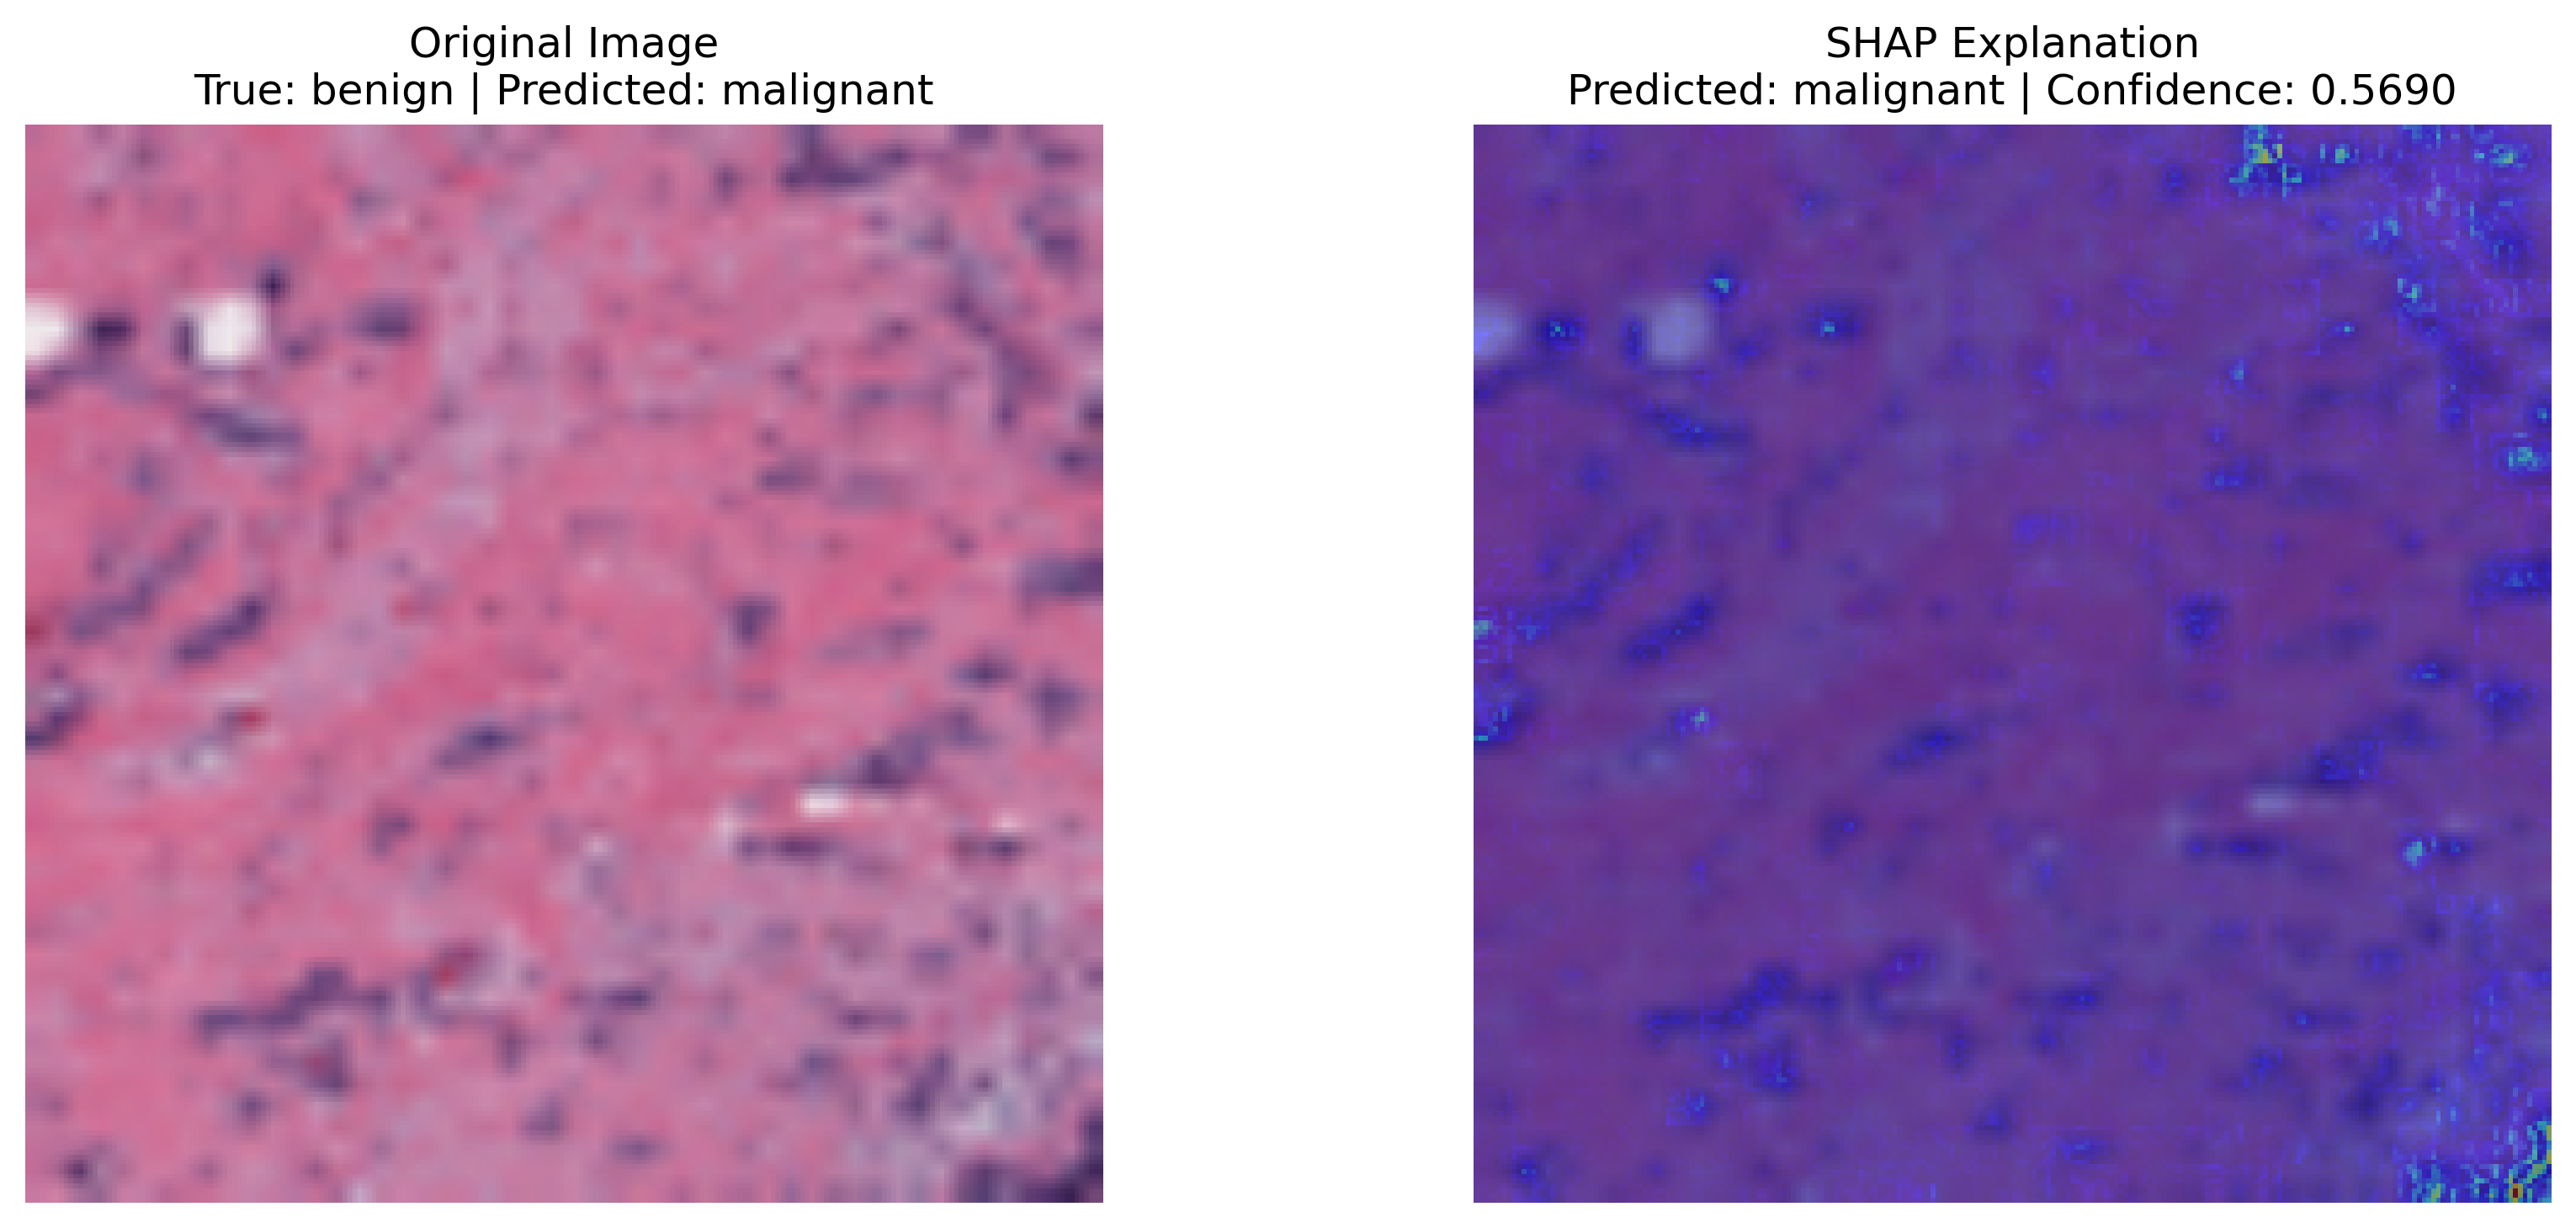 Original Image
True: benign | Predicted: malignant
SHAP Explanation
Predicted: malignant | Confidence: 0.5690